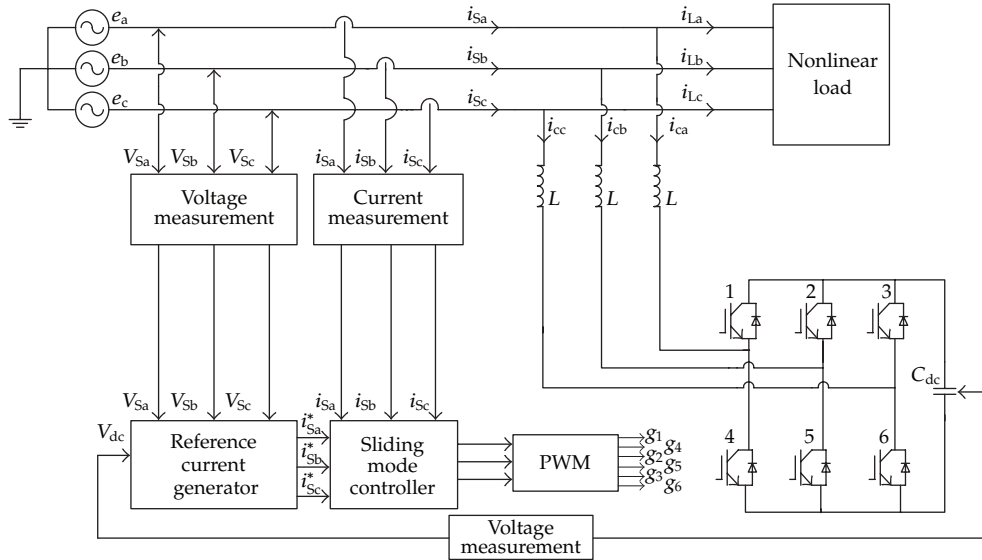 e_a i_Sa i_La
e_b i_Sb i_Lb
e_c i_Sc i_Lc
Nonlinear
load
i_cc i_cb i_ca
V_Sa V_Sb V_Sc i_Sa i_Sb i_Sc
Voltage
measurement
Current
measurement
L L L
1 2 3
C_dc
V_Sa V_Sb V_Sc i_Sa i_Sb i_Sc
4 5 6
V_dc
Reference
current
generator
i*_Sa
i*_Sb
i*_Sc
Sliding
mode
controller
PWM
g_1
g_4
g_2
g_5
g_3
g_6
Voltage
measurement